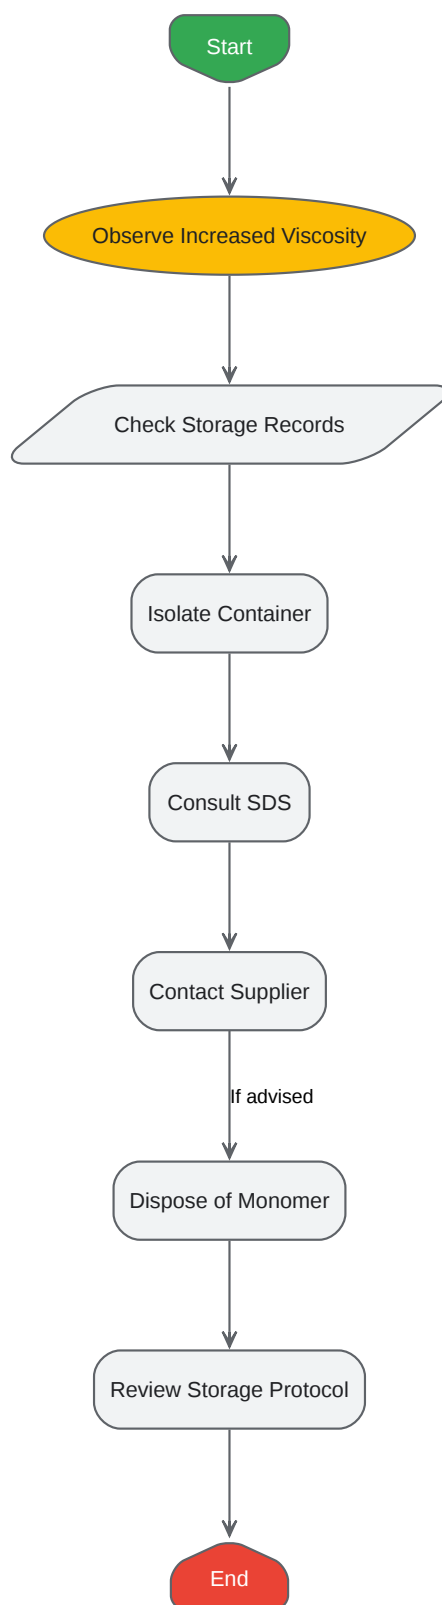 Start
Observe Increased Viscosity
Check Storage Records
Isolate Container
Consult SDS
Contact Supplier
If advised
Dispose of Monomer
Review Storage Protocol
End